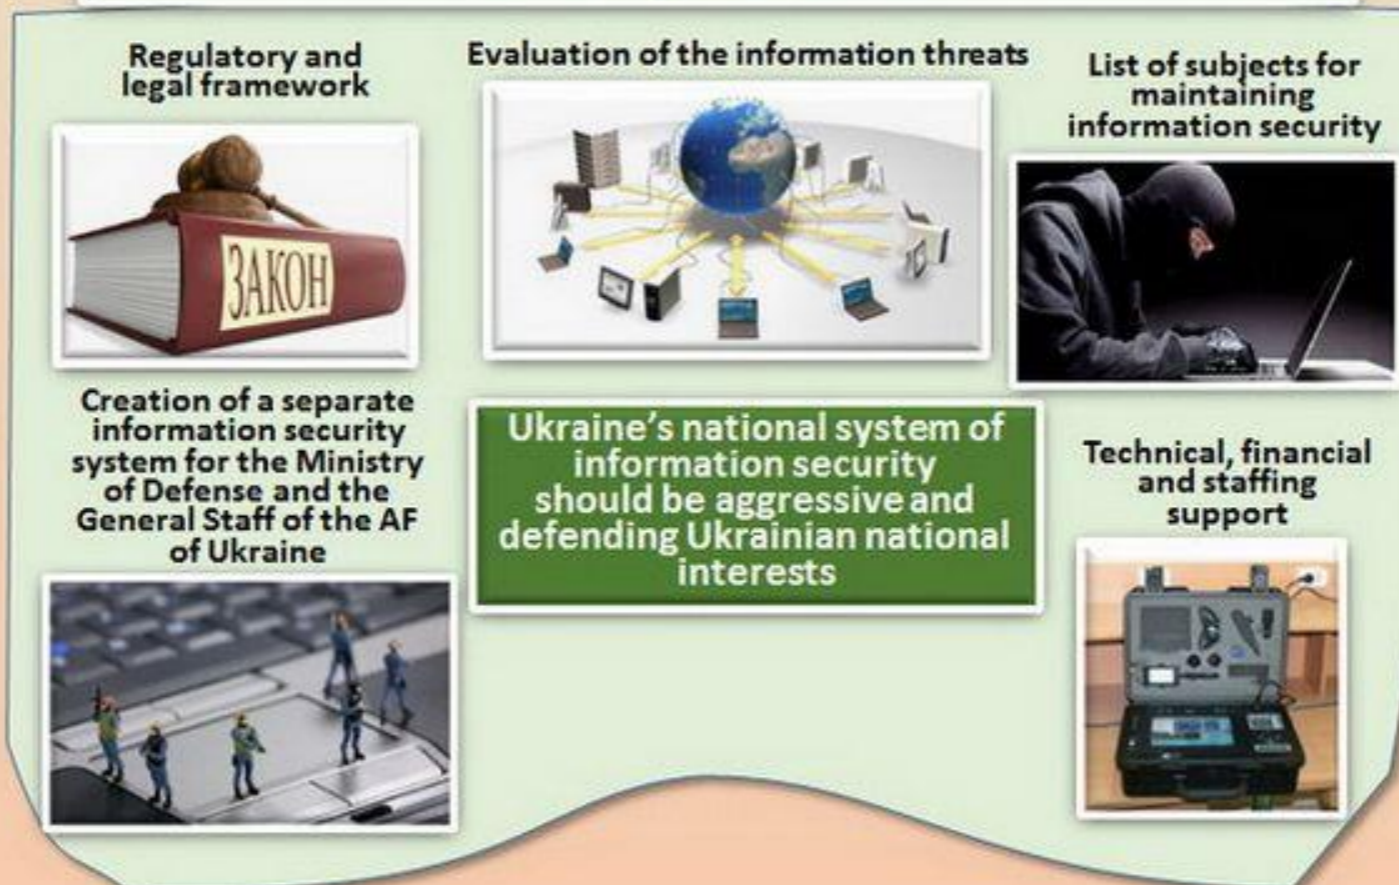 Regulatory and
legal framework
Evaluation of the information threats
List of subjects for
maintaining
information security
ЗАКОН
Creation of a separate
information security
system for the Ministry
of Defense and the
General Staff of the AF
of Ukraine
Ukraine's national system of
information security
should be aggressive and
defending Ukrainian national
interests
Technical, financial
and staffing
support